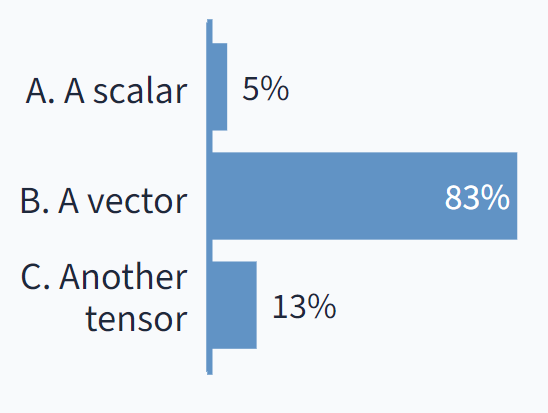 A. A scalar 5%
B. A vector 83%
C. Another
tensor
13%